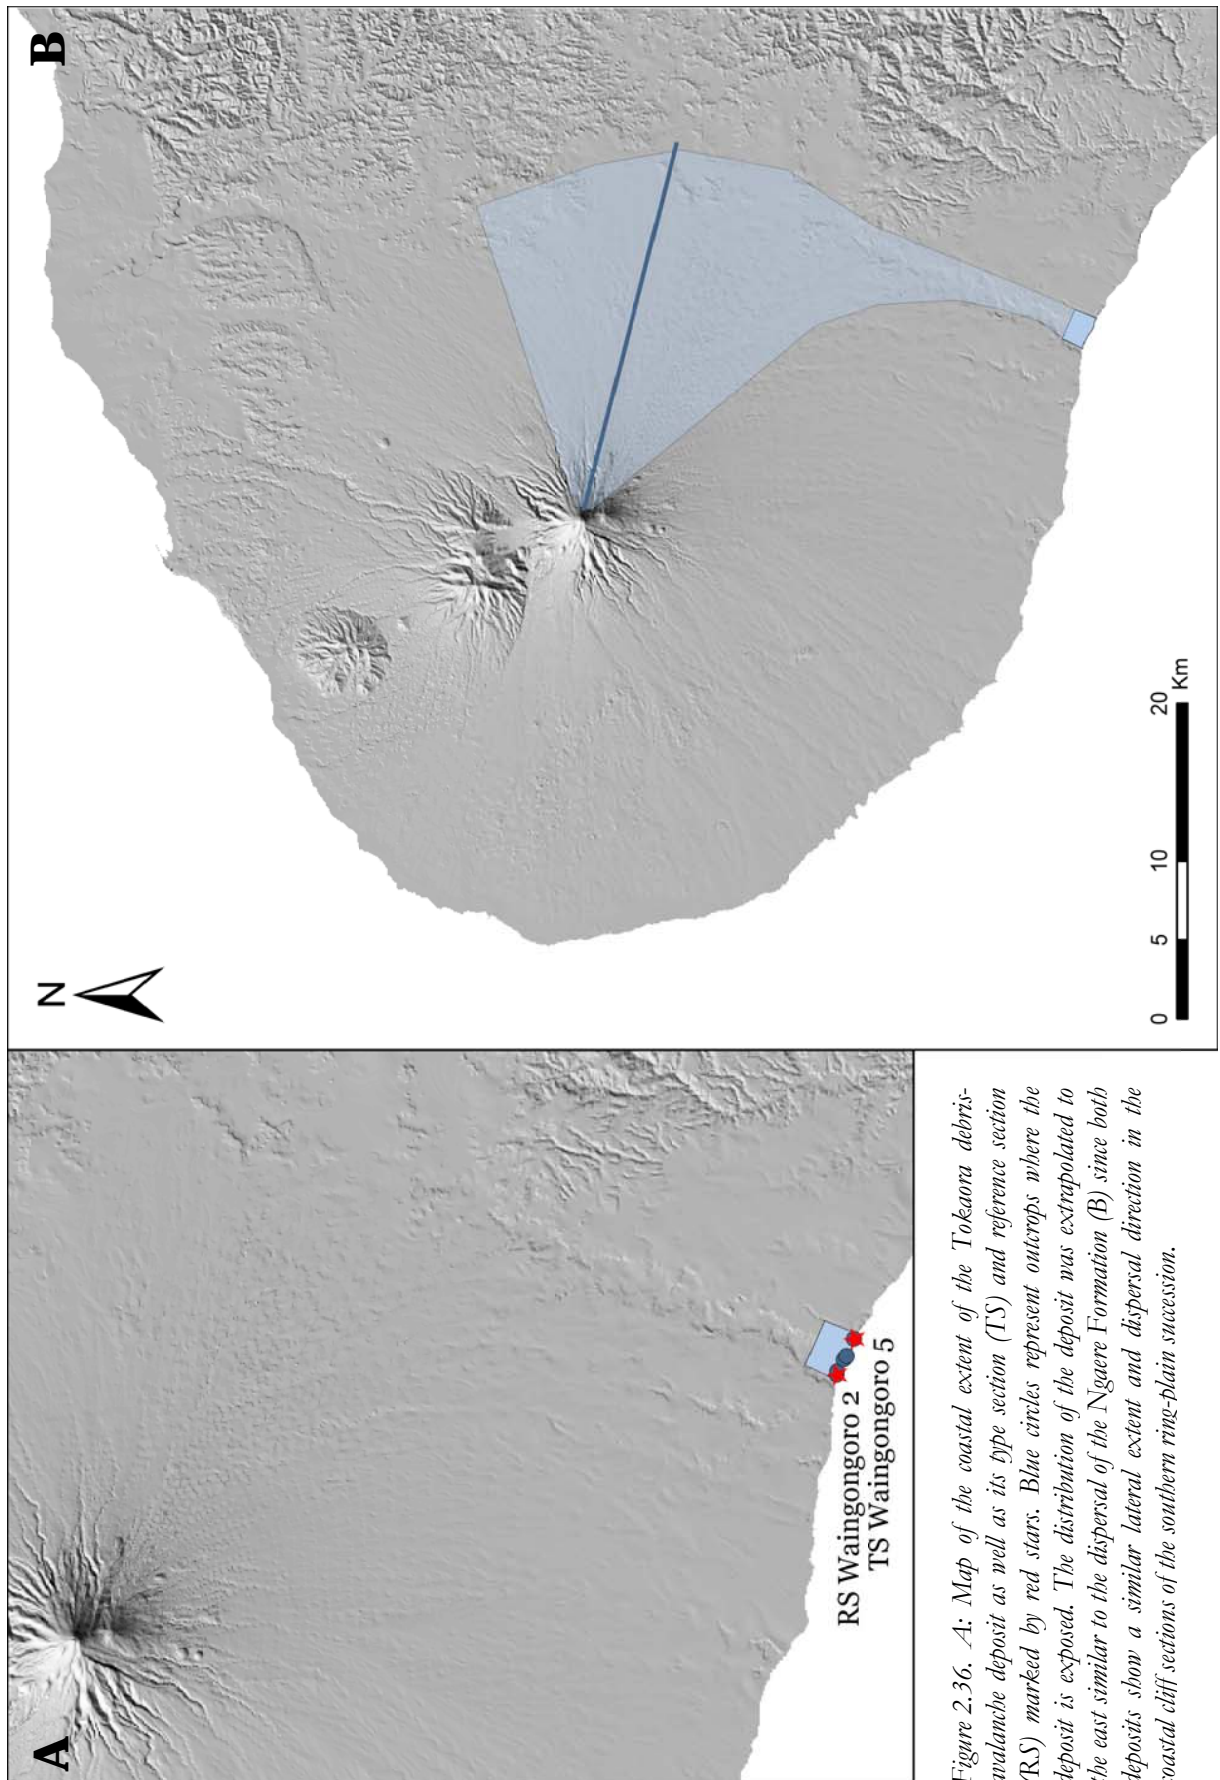 A
RS Waingongoro 2
TS Waingongoro 5
B
N
0 5 10 20
Km
Figure 2.36. A: Map of the coastal extent of the Tokaora debris-
avalanche deposit as well as its type section (TS) and reference section
(RS) marked by red stars. Blue circles represent outcrops where the
deposit is exposed. The distribution of the deposit was extrapolated to
the east similar to the dispersal of the Ngaere Formation (B) since both
deposits show a similar lateral extent and dispersal direction in the
coastal cliff sections of the southern ring-plain succession.